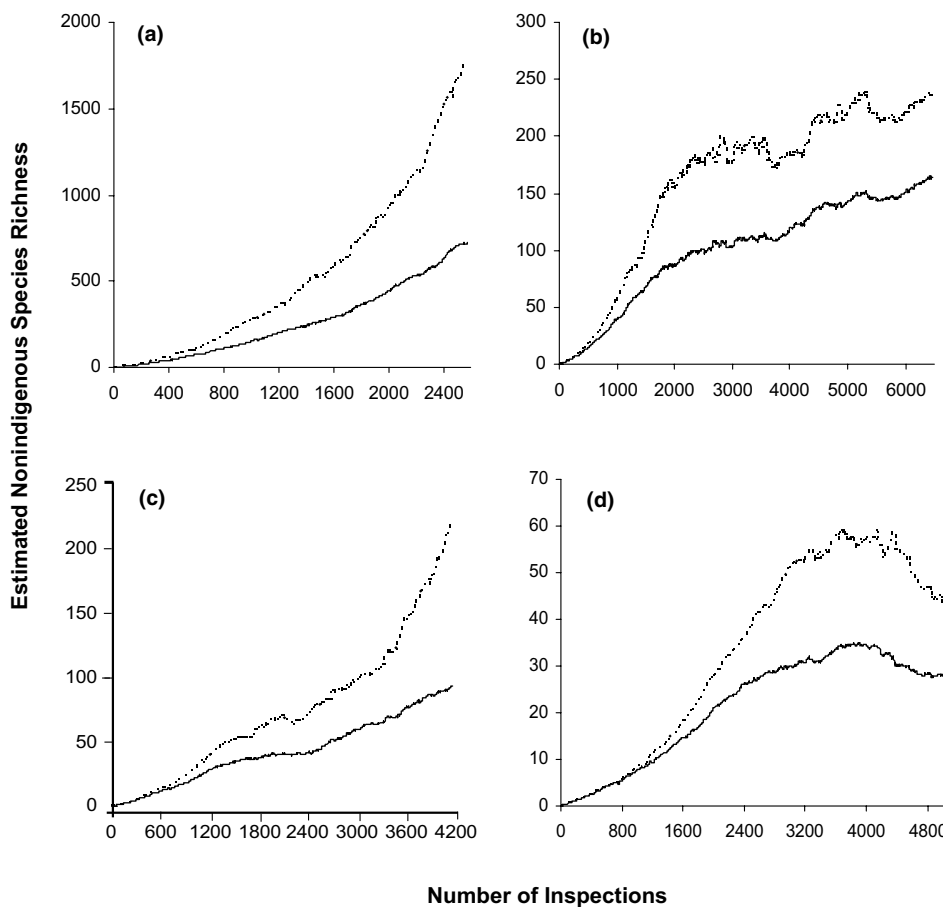 Estimated Nonindigenous Species Richness
(a)
2000
1500
1000
500
0
0 400 800 1200 1600 2000 2400
(b)
300
250
200
150
100
50
0
0 1000 2000 3000 4000 5000 6000
(c)
250
200
150
100
50
0
0 600 1200 1800 2400 3000 3600 4200
(d)
70
60
50
40
30
20
10
0
0 800 1600 2400 3200 4000 4800
Number of Inspections